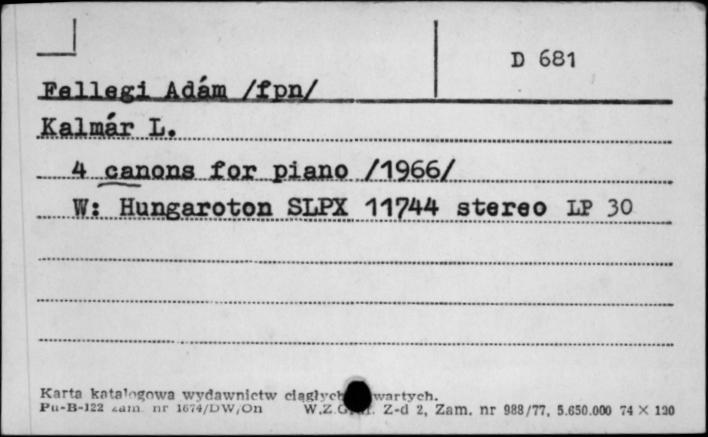 D 681
Fellegi Adám /fpn/
Kalmár L.
4 canons for piano /1966/
W: Hungaroton SLPX 11744 stereo LP 30
Karta katalogowa wydawnictw ciągłych wartych.
Pu-B-122 zam. nr 1674/DW/On W.Z.G. Z-d 2, Zam. nr 988/77, 5.650.000 74 × 120